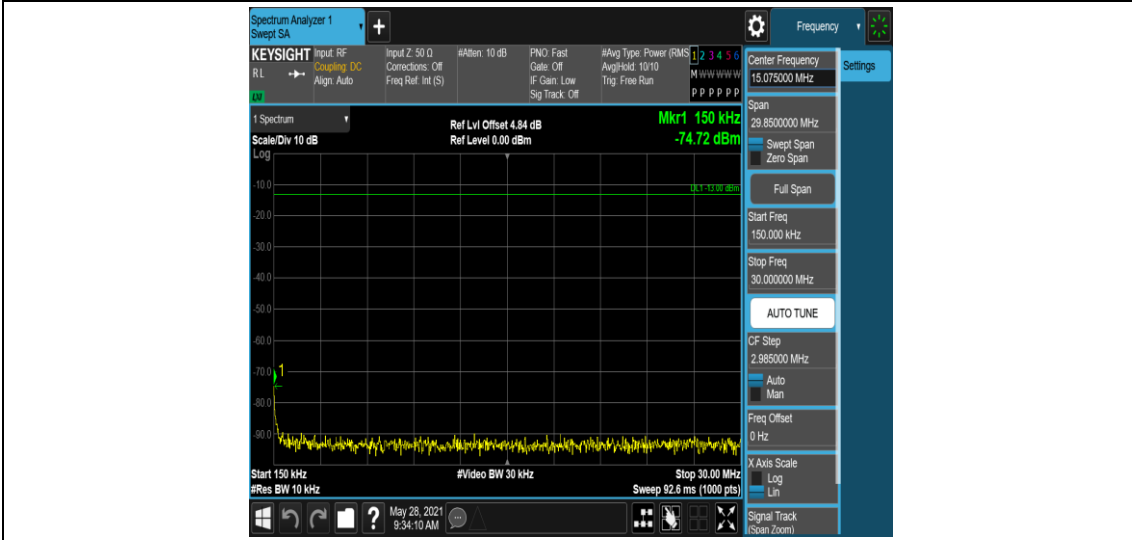 Spectrum Analyzer 1
Swept SA
+
Frequency
KEYSIGHT
RL
LXI
Input: RF
Coupling: DC
Align: Auto
Input Z: 50 Ω
Corrections: Off
Freq Ref: Int (S)
#Atten: 10 dB
PNO: Fast
Gate: Off
IF Gain: Low
Sig Track: Off
#Avg Type: Power (RMS
Avg|Hold: 10/10
Trig: Free Run
1 2 3 4 5 6
M W W W W W
P P P P P P
1 Spectrum
Scale/Div 10 dB
Log
Ref Lvl Offset 4.84 dB
Ref Level 0.00 dBm
Mkr1 150 kHz
-74.72 dBm
DL1 -13.00 dBm
-10.0
-20.0
-30.0
-40.0
-50.0
-60.0
-70.0
1
-80.0
-90.0
Start 150 kHz
#Res BW 10 kHz
#Video BW 30 kHz
Stop 30.00 MHz
Sweep 92.6 ms (1000 pts)
?
May 28, 2021
9:34:10 AM
Center Frequency
15.075000 MHz
Settings
Span
29.8500000 MHz
Swept Span
Zero Span
Full Span
Start Freq
150.000 kHz
Stop Freq
30.000000 MHz
AUTO TUNE
CF Step
2.985000 MHz
Auto
Man
Freq Offset
0 Hz
X Axis Scale
Log
Lin
Signal Track
(Span Zoom)